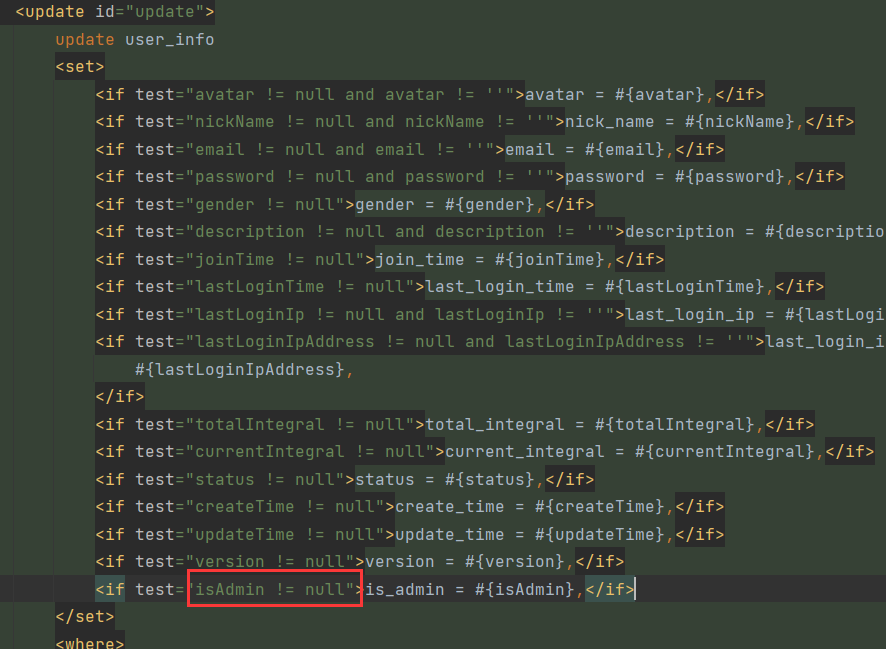 <update id="update">
update user_info
<set>
<if test="avatar != null and avatar != ''">avatar = #{avatar},</if>
<if test="nickName != null and nickName != ''">nick_name = #{nickName},</if>
<if test="email != null and email != ''">email = #{email},</if>
<if test="password != null and password != ''">password = #{password},</if>
<if test="gender != null">gender = #{gender},</if>
<if test="description != null and description != ''">description = #{descriptio
<if test="joinTime != null">join_time = #{joinTime},</if>
<if test="lastLoginTime != null">last_login_time = #{lastLoginTime},</if>
<if test="lastLoginIp != null and lastLoginIp != ''">last_login_ip = #{lastLogi
<if test="lastLoginIpAddress != null and lastLoginIpAddress != ''">last_login_i
#{lastLoginIpAddress},
</if>
<if test="totalIntegral != null">total_integral = #{totalIntegral},</if>
<if test="currentIntegral != null">current_integral = #{currentIntegral},</if>
<if test="status != null">status = #{status},</if>
<if test="createTime != null">create_time = #{createTime},</if>
<if test="updateTime != null">update_time = #{updateTime},</if>
<if test="version != null">version = #{version},</if>
<if test="isAdmin != null">is_admin = #{isAdmin},</if>
</set>
<where>